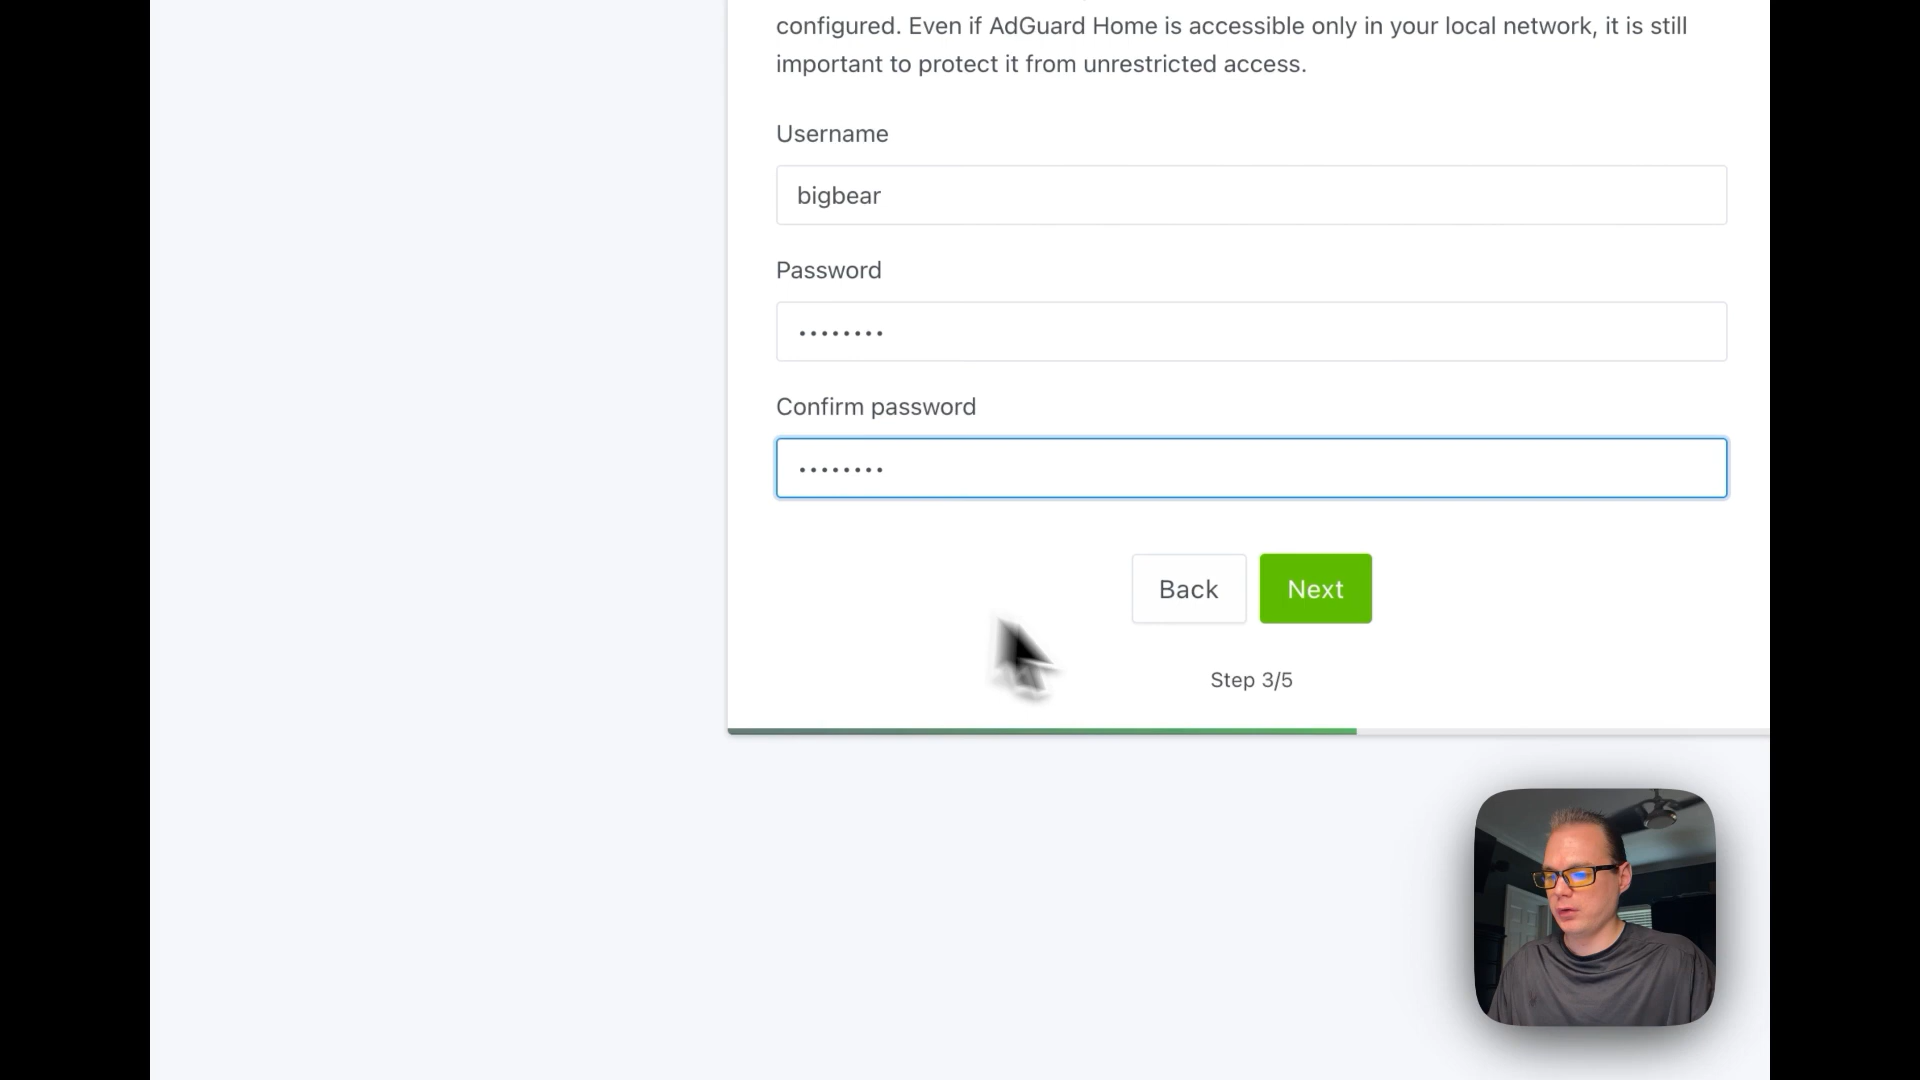 configured. Even if AdGuard Home is accessible only in your local network, it is still
important to protect it from unrestricted access.
Username
bigbear
Password
••••••••
Confirm password
••••••••
Back
Next
Step 3/5